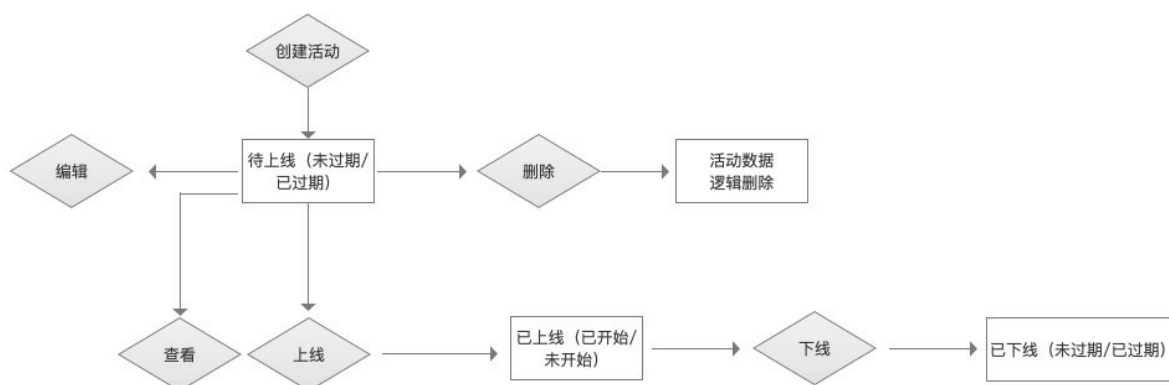 创建活动
编辑
待上线（未过期/
已过期）
删除
活动数据
逻辑删除
查看
上线
已上线（已开始/
未开始）
下线
已下线（未过期/已过期）